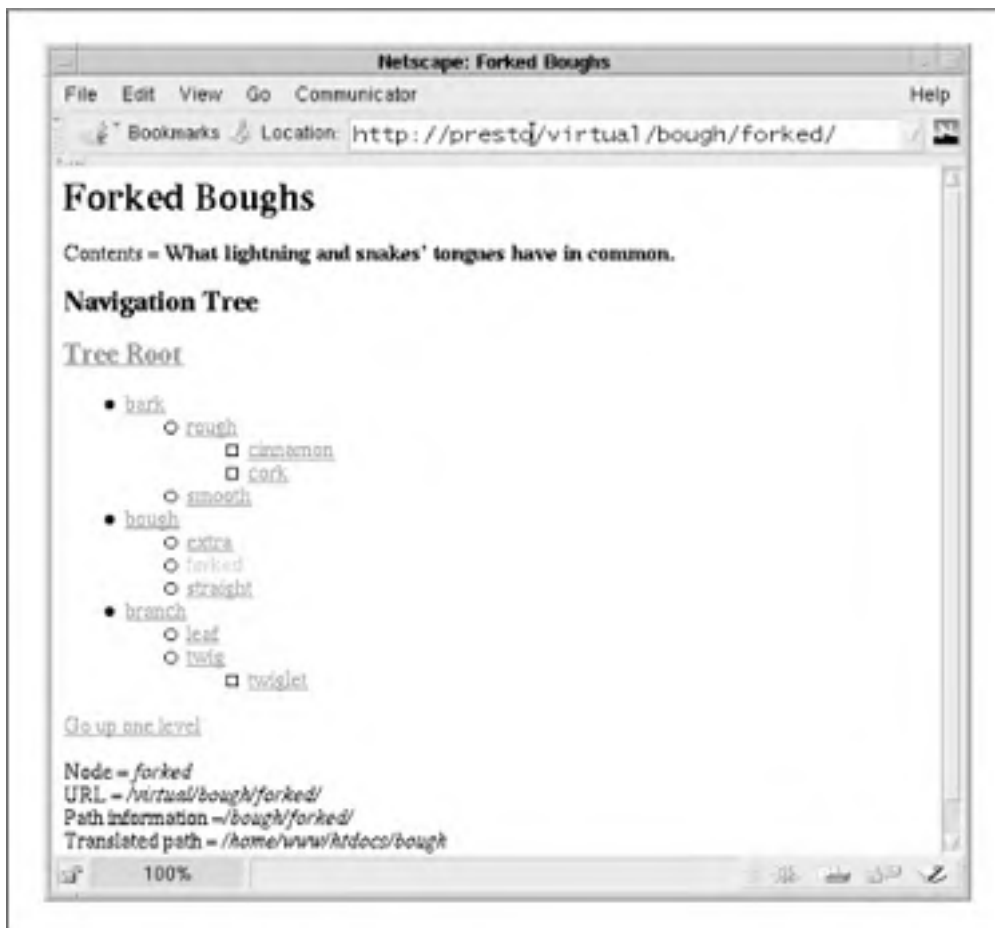 Netscape: Forked Boughs
File Edit View Go Communicator Help
Bookmarks Location: http://presto/virtual/bough/forked/
Forked Boughs
Contents = What lightning and snakes' tongues have in common.
Navigation Tree
Tree Root
bark
rough
cinnamon
cork
smooth
bough
extra
forked
straight
branch
leaf
twig
twiglet
Go up one level
Node = forked
URL = /virtual/bough/forked/
Path information =/bough/forked/
Translated path = /home/www/htdocs/bough
100%